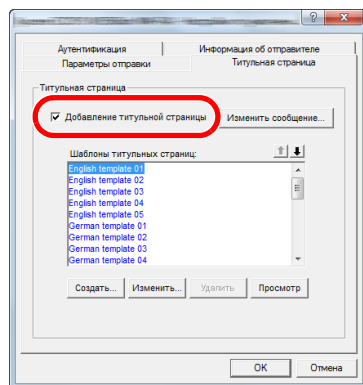 Аутентификация Информация об отправителе
Параметры отправки Титульная страница
Титульная страница
Добавление титульной страницы Изменить сообщение...
Шаблоны титульных страниц:
English template 01
English template 02
English template 03
English template 04
English template 05
German template 01
German template 02
German template 03
German template 04
Создать... Изменить... Удалить Просмотр
OK Отмена